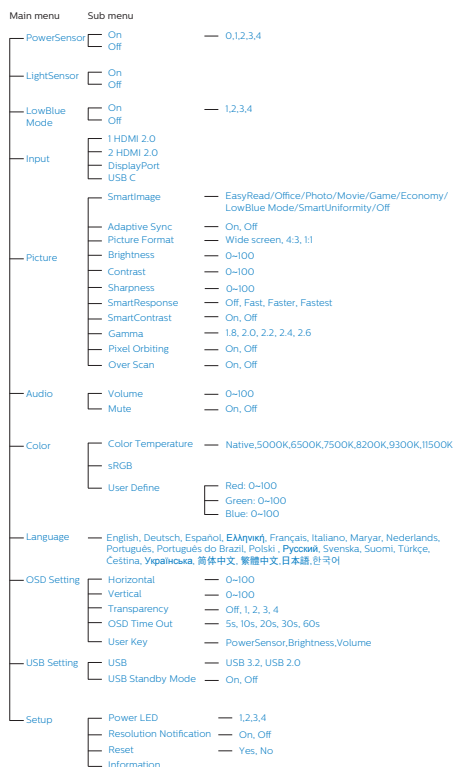 Main menu Sub menu
PowerSensor On 0,1,2,3,4
Off
LightSensor On
Off
LowBlue Mode On 1,2,3,4
Off
Input 1 HDMI 2.0
2 HDMI 2.0
DisplayPort
USB C
Picture SmartImage EasyRead/Office/Photo/Movie/Game/Economy/
LowBlue Mode/SmartUniformity/Off
Adaptive Sync On, Off
Picture Format Wide screen, 4:3, 1:1
Brightness 0~100
Contrast 0~100
Sharpness 0~100
SmartResponse Off, Fast, Faster, Fastest
SmartContrast On, Off
Gamma 1.8, 2.0, 2.2, 2.4, 2.6
Pixel Orbiting On, Off
Over Scan On, Off
Audio Volume 0~100
Mute On, Off
Color Color Temperature Native,5000K,6500K,7500K,8200K,9300K,11500K
sRGB
User Define Red: 0~100
Green: 0~100
Blue: 0~100
Language English, Deutsch, Español, Ελληνική, Français, Italiano, Maryar, Nederlands,
Português, Português do Brazil, Polski , Русский, Svenska, Suomi, Türkçe,
Čeština, Українська, 简体中文, 繁體中文,日本語,한국어
OSD Setting Horizontal 0~100
Vertical 0~100
Transparency Off, 1, 2, 3, 4
OSD Time Out 5s, 10s, 20s, 30s, 60s
User Key PowerSensor,Brightness,Volume
USB Setting USB USB 3.2, USB 2.0
USB Standby Mode On, Off
Setup Power LED 1,2,3,4
Resolution Notification On, Off
Reset Yes, No
Information